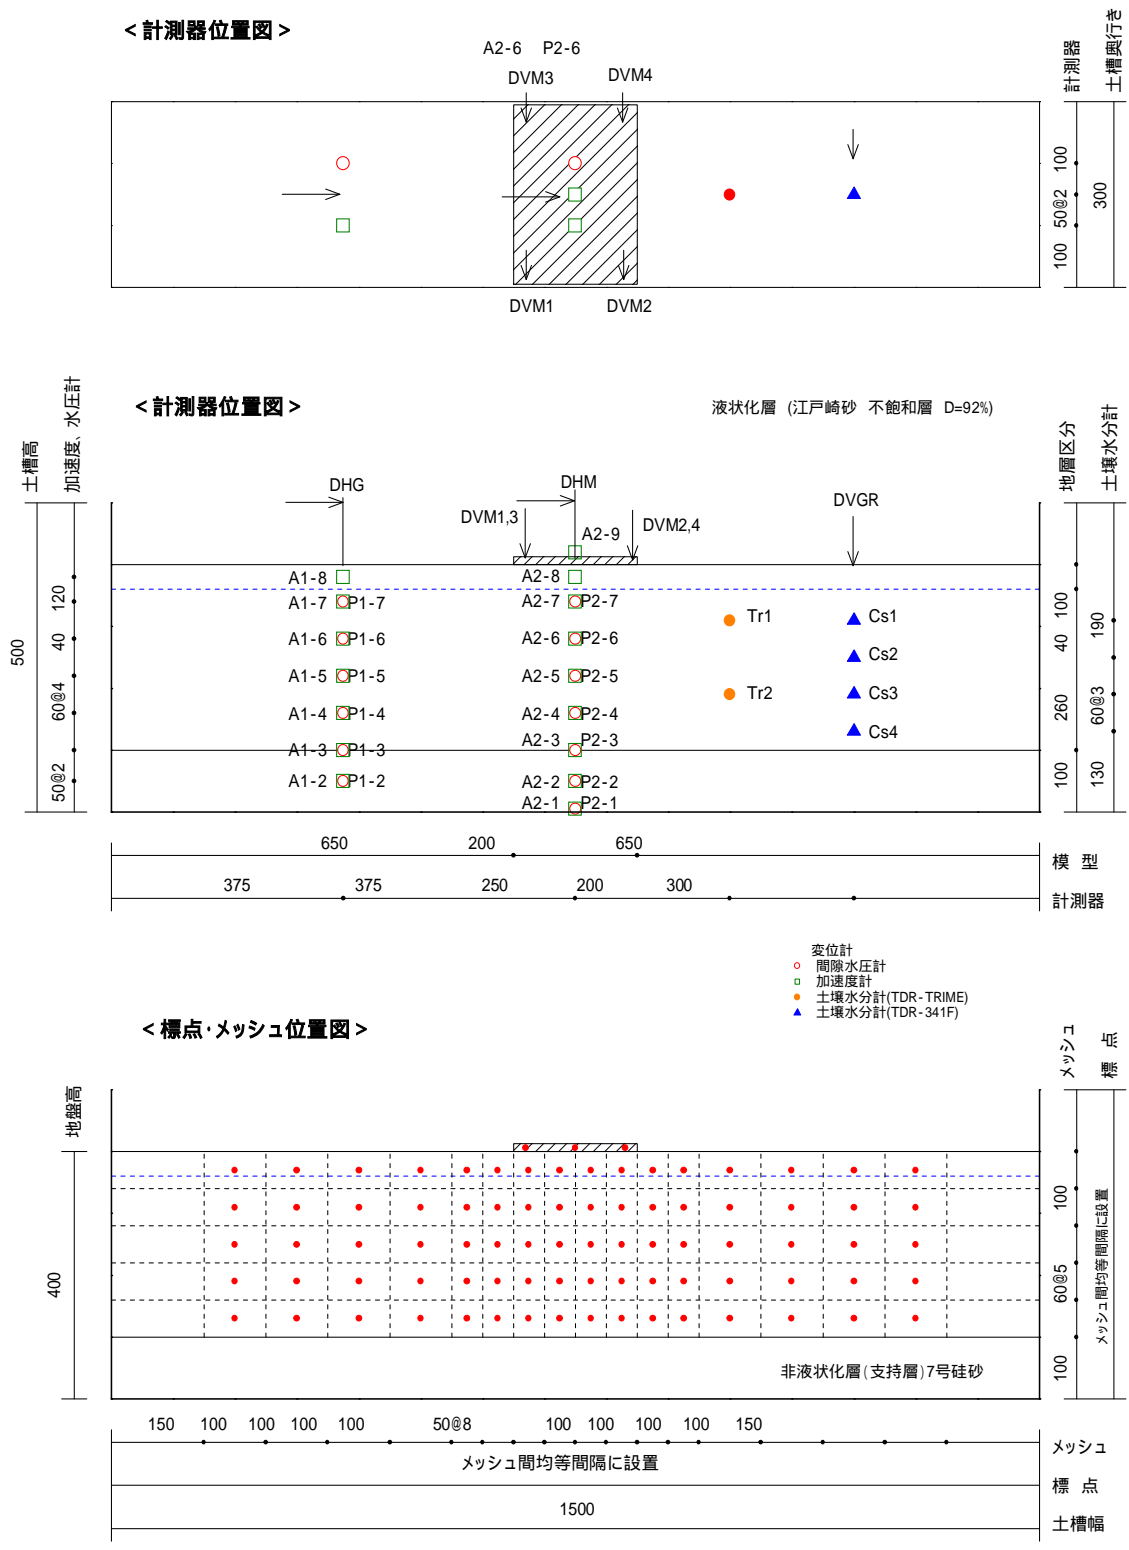 <計測器位置図>
A2-6 P2-6
DVM3 DVM4
計測器
土槽奥行き
100
50@2
100
300
DVM1 DVM2
<計測器位置図>
液状化層 (江戸崎砂 不飽和層 D=92%)
土槽高
加速度、水圧計
地層区分
土壌水分計
DHG
DHM
DVGR
DVM1,3
DVM2,4
A2-9
A1-8
A2-8
A1-7 P1-7
A2-7 P2-7
A1-6 P1-6
A2-6 P2-6
A1-5 P1-5
A2-5 P2-5
A1-4 P1-4
A2-4 P2-4
A1-3 P1-3
A2-3 P2-3
A1-2 P1-2
A2-2 P2-2
A2-1 P2-1
Tr1
Tr2
Cs1
Cs2
Cs3
Cs4
500
120
40
60@4
50@2
100
40
260
100
190
60@3
130
650 200 650
模 型
375 375 250 200 300
計測器
変位計
間隙水圧計
加速度計
土壌水分計(TDR-TRIME)
土壌水分計(TDR-341F)
<標点・メッシュ位置図>
地盤高
メッシュ
標 点
400
100
60@5
100
メッシュ間均等間隔に設置
非液状化層(支持層)7号硅砂
150 100 100 100 100 50@8 100 100 100 100 150
メッシュ
メッシュ間均等間隔に設置
標 点
1500
土槽幅